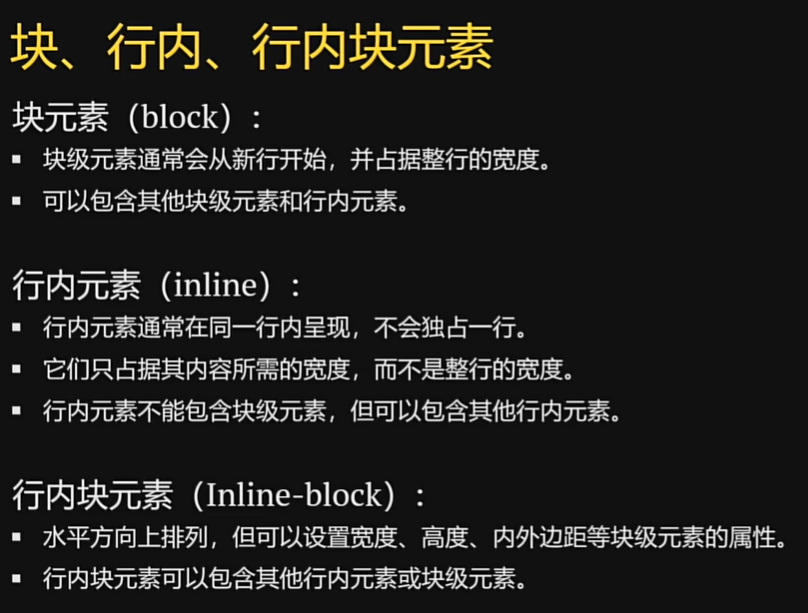 块、行内、行内块元素
块元素（block）：
▪ 块级元素通常会从新行开始，并占据整行的宽度。
▪ 可以包含其他块级元素和行内元素。
行内元素（inline）：
▪ 行内元素通常在同一行内呈现，不会独占一行。
▪ 它们只占据其内容所需的宽度，而不是整行的宽度。
▪ 行内元素不能包含块级元素，但可以包含其他行内元素。
行内块元素（Inline-block）：
▪ 水平方向上排列，但可以设置宽度、高度、内外边距等块级元素的属性。
▪ 行内块元素可以包含其他行内元素或块级元素。